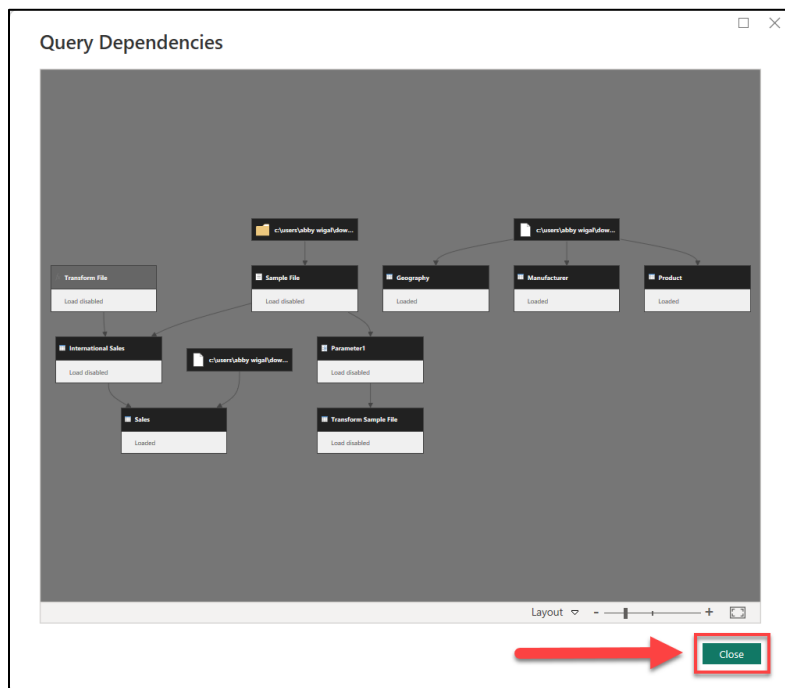 Query Dependencies
c:\users\abby wigal\dow...
c:\users\abby wigal\dow...
Transform File
Load disabled
Sample File
Load disabled
Geography
Loaded
Manufacturer
Loaded
Product
Loaded
International Sales
Load disabled
c:\users\abby wigal\dow...
Parameter1
Load disabled
Sales
Loaded
Transform Sample File
Load disabled
Layout
Close